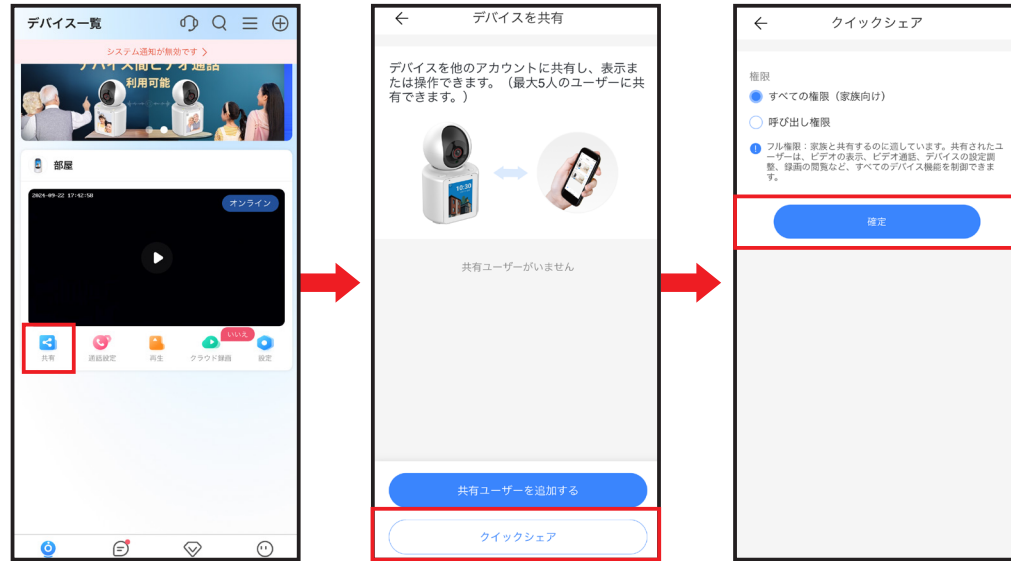 デバイス一覧
システム通知が無効です >
デバイス間ビデオ通話
利用可能
部屋
2024-09-22 17:42:58
オンライン
いいえ
共有
通話設定
再生
クラウド録画
設定
デバイスを共有
デバイスを他のアカウントに共有し、表示ま
たは操作できます。（最大5人のユーザーに共
有できます。）
10:30
共有ユーザーがいません
共有ユーザーを追加する
クイックシェア
クイックシェア
权限
すべての権限（家族向け）
呼び出し権限
フル権限：家族と共有するのに適しています。共有されたユ
ーザーは、ビデオの表示、ビデオ通話、デバイスの設定調
整、録画の閲覧など、すべてのデバイス機能を制御できま
す。
確定